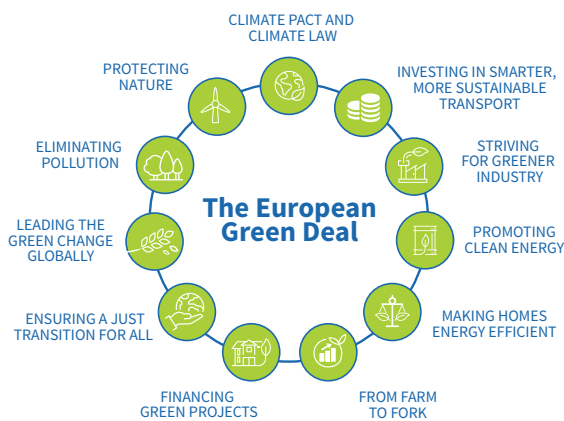 CLIMATE PACT AND
CLIMATE LAW
PROTECTING
NATURE
INVESTING IN SMARTER,
MORE SUSTAINABLE
TRANSPORT
ELIMINATING
POLLUTION
STRIVING
FOR GREENER
INDUSTRY
The European
Green Deal
LEADING THE
GREEN CHANGE
GLOBALLY
PROMOTING
CLEAN ENERGY
ENSURING A JUST
TRANSITION FOR ALL
MAKING HOMES
ENERGY EFFICIENT
FINANCING
GREEN PROJECTS
FROM FARM
TO FORK